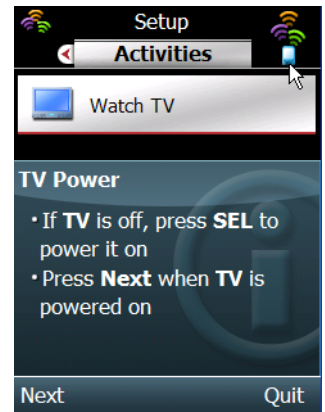 Setup
Activities
Watch TV
TV Power
· If TV is off, press SEL to
power it on
· Press Next when TV is
powered on
Next Quit